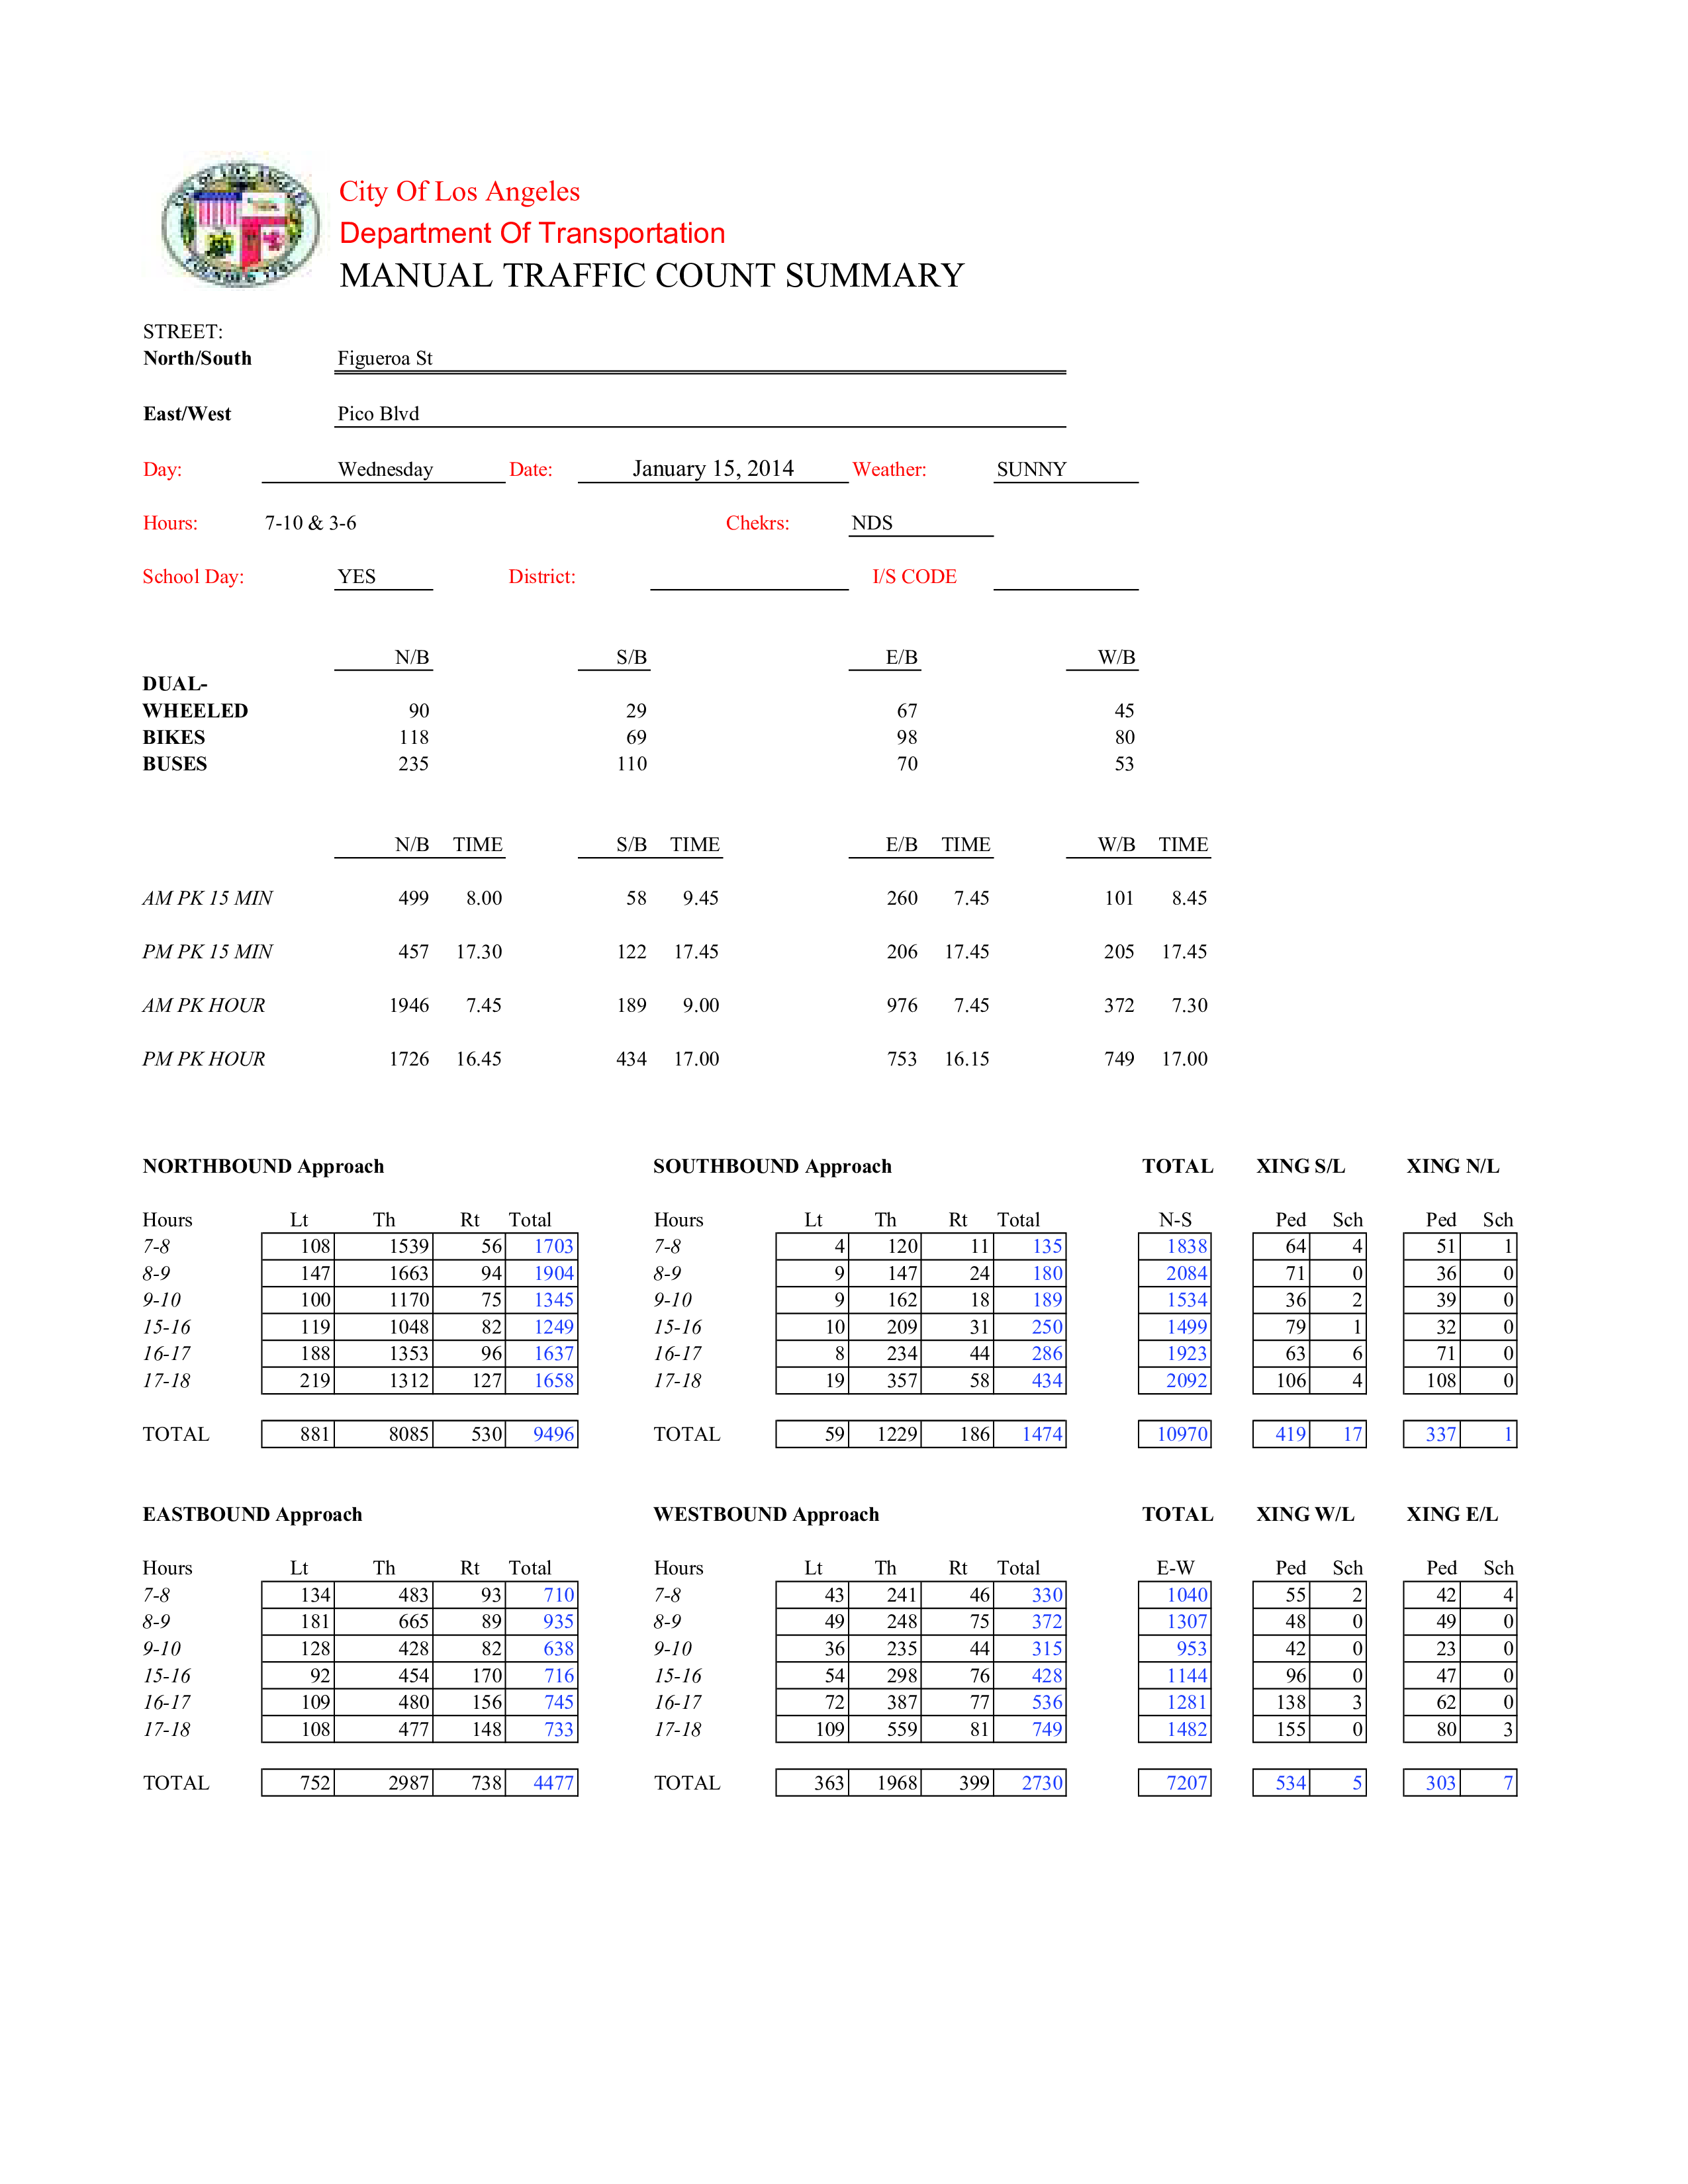 CITY OF LOS ANGELES
FOUNDED 1781
City Of Los Angeles
Department Of Transportation
MANUAL TRAFFIC COUNT SUMMARY
STREET:
North/South Figueroa St
East/West Pico Blvd
Day: Wednesday Date: January 15, 2014 Weather: SUNNY
Hours: 7-10 & 3-6 Chekrs: NDS
School Day: YES District: I/S CODE
N/B S/B E/B W/B
DUAL-
WHEELED 90 29 67 45
BIKES 118 69 98 80
BUSES 235 110 70 53
N/B TIME S/B TIME E/B TIME W/B TIME
AM PK 15 MIN 499 8.00 58 9.45 260 7.45 101 8.45
PM PK 15 MIN 457 17.30 122 17.45 206 17.45 205 17.45
AM PK HOUR 1946 7.45 189 9.00 976 7.45 372 7.30
PM PK HOUR 1726 16.45 434 17.00 753 16.15 749 17.00
NORTHBOUND Approach SOUTHBOUND Approach TOTAL XING S/L XING N/L
Hours Lt Th Rt Total Hours Lt Th Rt Total N-S Ped Sch Ped Sch
7-8 108 1539 56 1703 7-8 4 120 11 135 1838 64 4 51 1
8-9 147 1663 94 1904 8-9 9 147 24 180 2084 71 0 36 0
9-10 100 1170 75 1345 9-10 9 162 18 189 1534 36 2 39 0
15-16 119 1048 82 1249 15-16 10 209 31 250 1499 79 1 32 0
16-17 188 1353 96 1637 16-17 8 234 44 286 1923 63 6 71 0
17-18 219 1312 127 1658 17-18 19 357 58 434 2092 106 4 108 0
TOTAL 881 8085 530 9496 TOTAL 59 1229 186 1474 10970 419 17 337 1
EASTBOUND Approach WESTBOUND Approach TOTAL XING W/L XING E/L
Hours Lt Th Rt Total Hours Lt Th Rt Total E-W Ped Sch Ped Sch
7-8 134 483 93 710 7-8 43 241 46 330 1040 55 2 42 4
8-9 181 665 89 935 8-9 49 248 75 372 1307 48 0 49 0
9-10 128 428 82 638 9-10 36 235 44 315 953 42 0 23 0
15-16 92 454 170 716 15-16 54 298 76 428 1144 96 0 47 0
16-17 109 480 156 745 16-17 72 387 77 536 1281 138 3 62 0
17-18 108 477 148 733 17-18 109 559 81 749 1482 155 0 80 3
TOTAL 752 2987 738 4477 TOTAL 363 1968 399 2730 7207 534 5 303 7